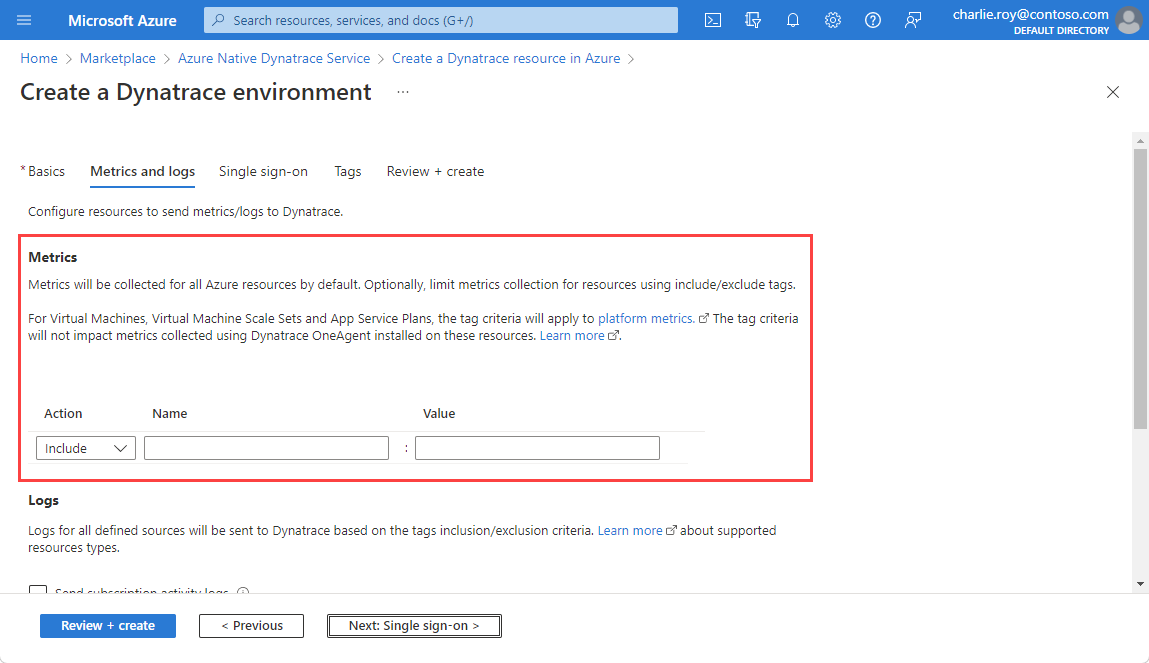 Microsoft Azure
Search resources, services, and docs (G+/)
charlie.roy@contoso.com
DEFAULT DIRECTORY
Home > Marketplace > Azure Native Dynatrace Service > Create a Dynatrace resource in Azure >
Create a Dynatrace environment ...
* Basics Metrics and logs Single sign-on Tags Review + create
Configure resources to send metrics/logs to Dynatrace.
Metrics
Metrics will be collected for all Azure resources by default. Optionally, limit metrics collection for resources using include/exclude tags.
For Virtual Machines, Virtual Machine Scale Sets and App Service Plans, the tag criteria will apply to platform metrics. The tag criteria
will not impact metrics collected using Dynatrace OneAgent installed on these resources. Learn more.
Action Name Value
Include :
Logs
Logs for all defined sources will be sent to Dynatrace based on the tags inclusion/exclusion criteria. Learn more about supported
resources types.
Send subscription activity logs
Review + create < Previous Next: Single sign-on >